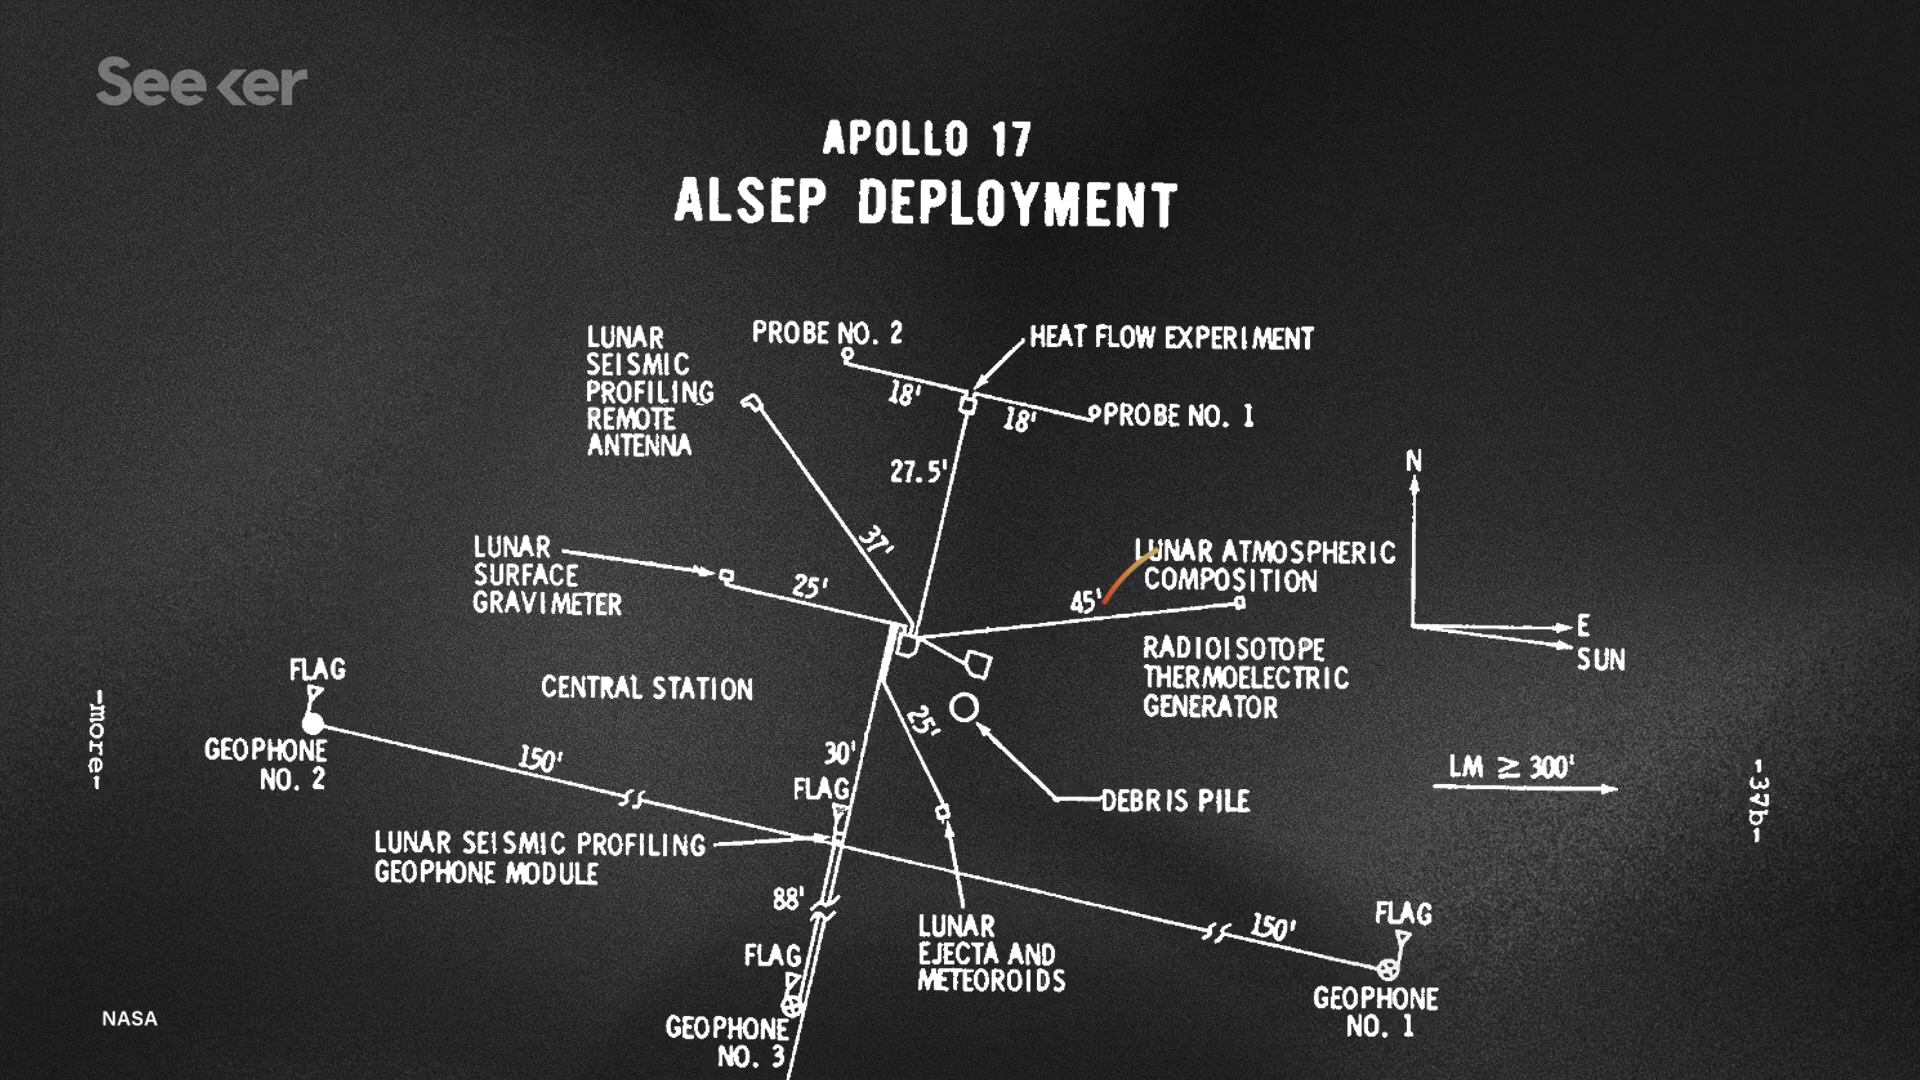 Seeker
APOLLO 17
ALSEP DEPLOYMENT
LUNAR
SEISMIC
PROFILING
REMOTE
ANTENNA
PROBE NO. 2
HEAT FLOW EXPERIMENT
18'
18'
PROBE NO. 1
27.5'
37'
N
LUNAR
SURFACE
GRAVIMETER
25'
LUNAR ATMOSPHERIC
COMPOSITION
45'
E
SUN
RADIOISOTOPE
THERMOELECTRIC
GENERATOR
FLAG
CENTRAL STATION
-more-
GEOPHONE
NO. 2
150'
25'
30'
FLAG
DEBRIS PILE
LM ≥ 300'
-37b-
LUNAR SEISMIC PROFILING
GEOPHONE MODULE
88'
LUNAR
EJECTA AND
METEOROIDS
150'
FLAG
GEOPHONE
NO. 1
FLAG
GEOPHONE
NO. 3
NASA